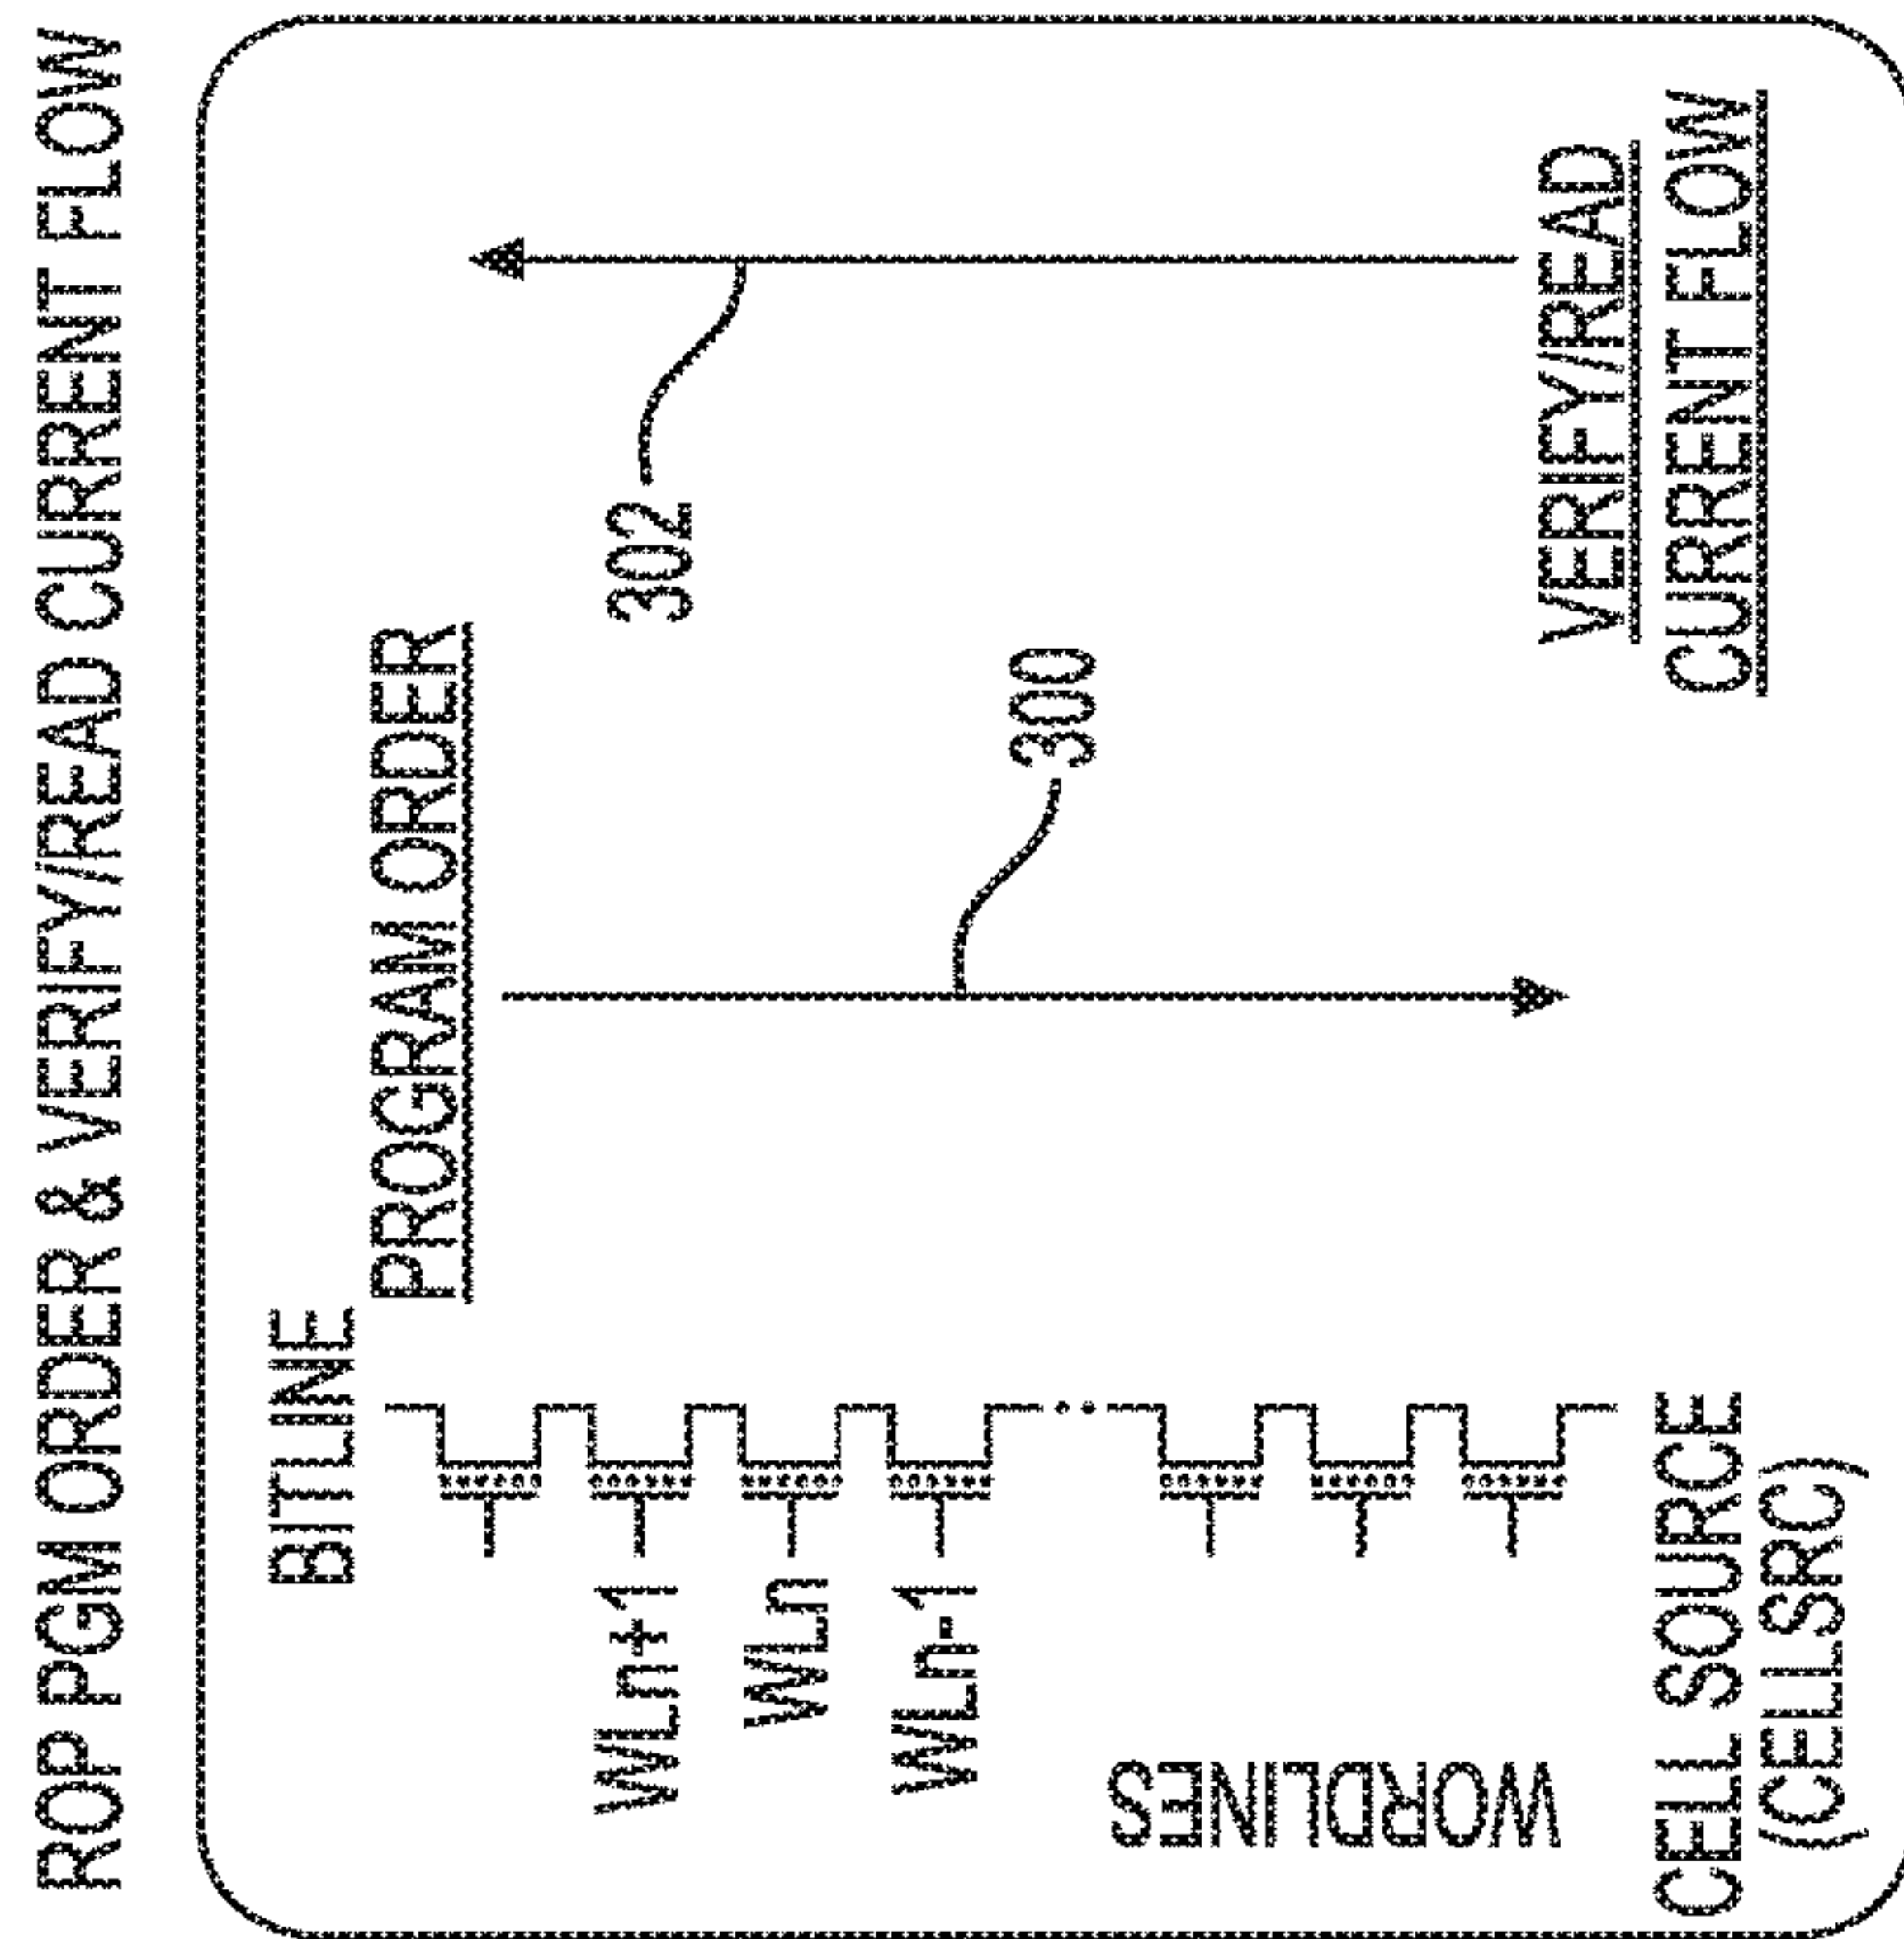 ROP PGM ORDER & VERIFY/READ CURRENT FLOW
BITLINE
PROGRAM ORDER
WLn+1
WLn
WLn-1
WORDLINES
300
302
CELL SOURCE
(CELLSRC)
VERIFY/READ
CURRENT FLOW